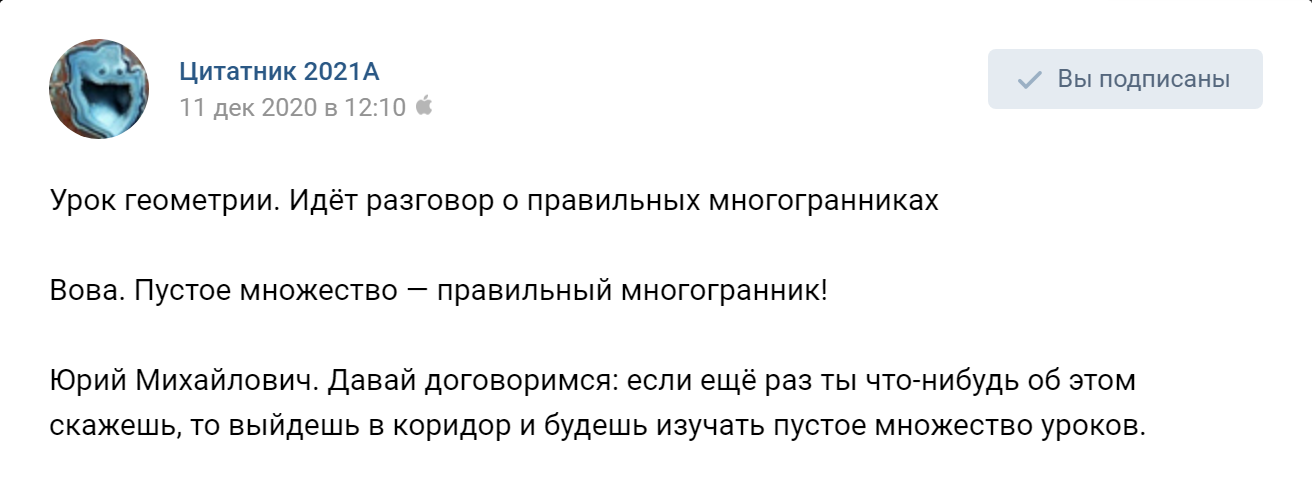 Цитатник 2021А
11 дек 2020 в 12:10
Вы подписаны
Урок геометрии. Идёт разговор о правильных многогранниках
Вова. Пустое множество — правильный многогранник!
Юрий Михайлович. Давай договоримся: если ещё раз ты что-нибудь об этом
скажешь, то выйдешь в коридор и будешь изучать пустое множество уроков.